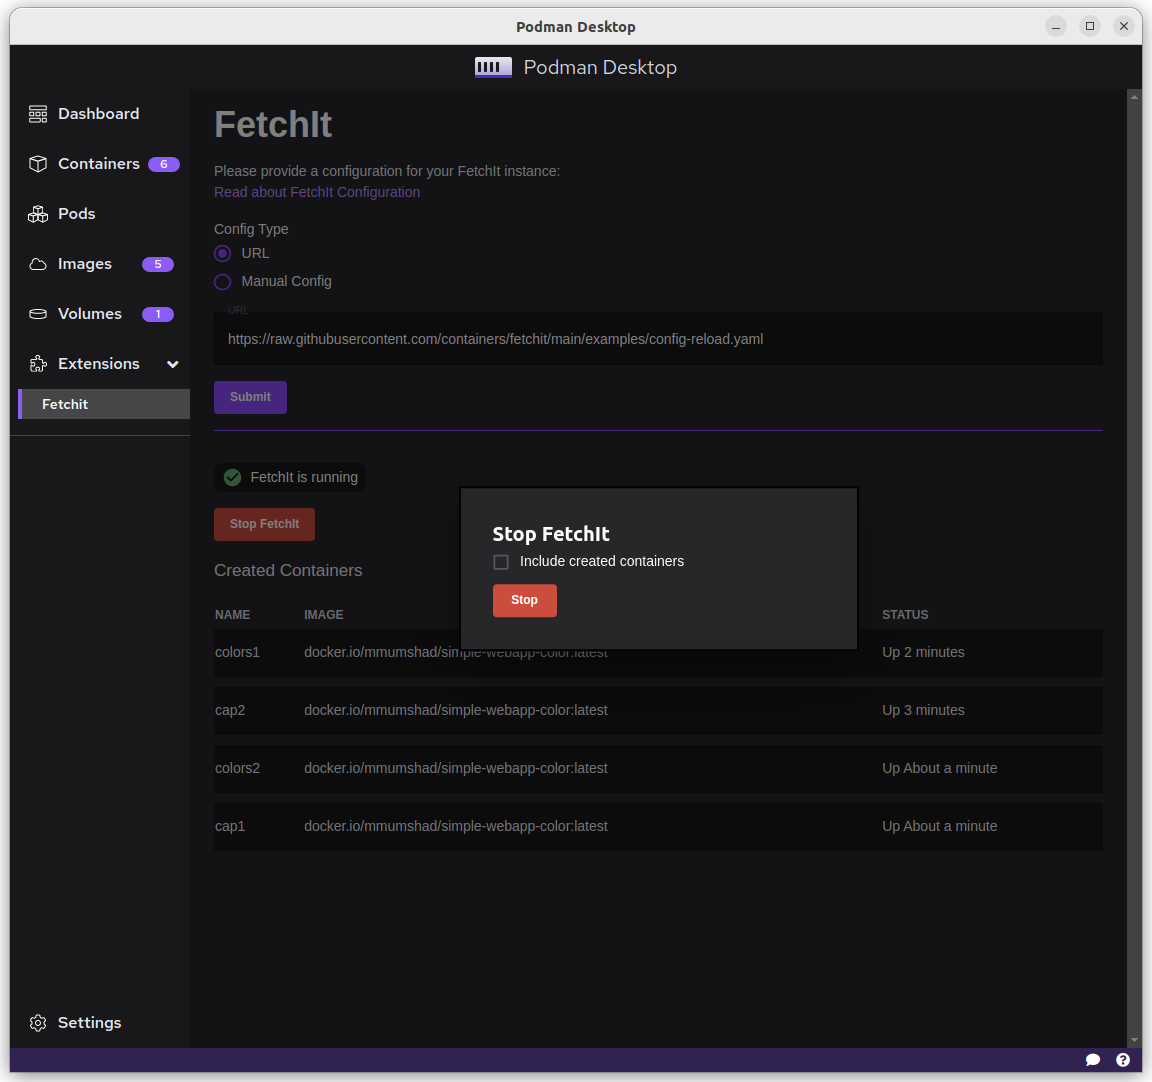 Podman Desktop
Podman Desktop
Dashboard
Containers 6
Pods
Images 5
Volumes 1
Extensions
Fetchit
Settings
FetchIt
Please provide a configuration for your FetchIt instance:
Read about FetchIt Configuration
Config Type
URL
Manual Config
URL
https://raw.githubusercontent.com/containers/fetchit/main/examples/config-reload.yaml
Submit
FetchIt is running
Stop FetchIt
Created Containers
Stop FetchIt
Include created containers
Stop
NAME IMAGE STATUS
colors1 docker.io/mmumshad/simple-webapp-color:latest Up 2 minutes
cap2 docker.io/mmumshad/simple-webapp-color:latest Up 3 minutes
colors2 docker.io/mmumshad/simple-webapp-color:latest Up About a minute
cap1 docker.io/mmumshad/simple-webapp-color:latest Up About a minute